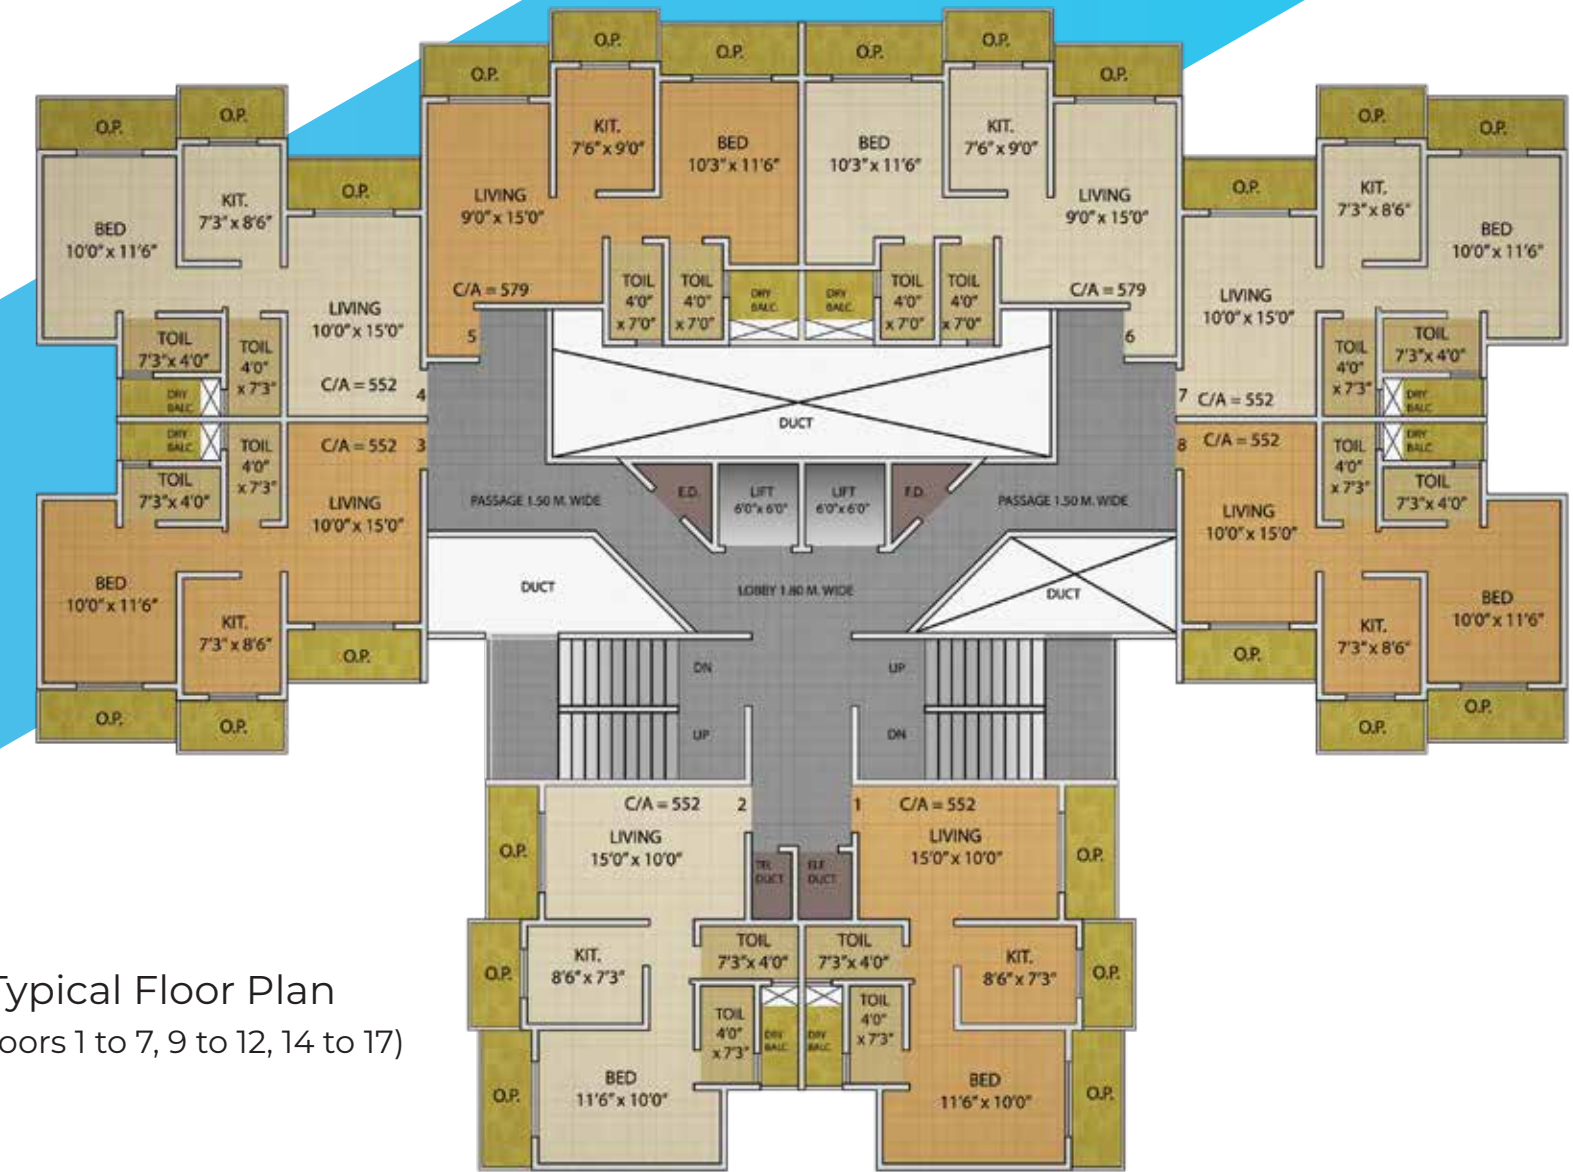 O.P.
O.P.
O.P.
O.P.
O.P.
O.P.
O.P.
O.P.
O.P.
O.P.
O.P.
O.P.
KIT.
7'6" x 9'0"
BED
10'3" x 11'6"
BED
10'3" x 11'6"
KIT.
7'6" x 9'0"
LIVING
9'0" x 15'0"
LIVING
9'0" x 15'0"
BED
10'0" x 11'6"
KIT.
7'3" x 8'6"
KIT.
7'3" x 8'6"
BED
10'0" x 11'6"
C/A = 579
5
TOIL
4'0"
x 7'0"
TOIL
4'0"
x 7'0"
DRY
BALC.
DRY
BALC.
TOIL
4'0"
x 7'0"
TOIL
4'0"
x 7'0"
C/A = 579
6
LIVING
10'0" x 15'0"
C/A = 552
4
TOIL
7'3" x 4'0"
TOIL
4'0"
x 7'3"
DRY
BALC.
LIVING
10'0" x 15'0"
7
C/A = 552
TOIL
4'0"
x 7'3"
TOIL
7'3" x 4'0"
DRY
BALC.
DUCT
DRY
BALC.
TOIL
7'3" x 4'0"
TOIL
4'0"
x 7'3"
C/A = 552
3
LIVING
10'0" x 15'0"
BED
10'0" x 11'6"
KIT.
7'3" x 8'6"
O.P.
O.P.
O.P.
PASSAGE 1.50 M. WIDE
LIFT
6'0" x 6'0"
LIFT
6'0" x 6'0"
F.D.
PASSAGE 1.50 M. WIDE
8
C/A = 552
LIVING
10'0" x 15'0"
TOIL
4'0"
x 7'3"
DRY
BALC.
TOIL
7'3" x 4'0"
BED
10'0" x 11'6"
KIT.
7'3" x 8'6"
O.P.
O.P.
O.P.
DUCT
LOBBY 1.80 M. WIDE
DUCT
DN
UP
UP
DN
C/A = 552
2
LIVING
15'0" x 10'0"
O.P.
1
C/A = 552
LIVING
15'0" x 10'0"
O.P.
DUCT
ELE
DUCT
O.P.
KIT.
8'6" x 7'3"
TOIL
7'3" x 4'0"
TOIL
7'3" x 4'0"
KIT.
8'6" x 7'3"
O.P.
TOIL
4'0"
x 7'3"
DRY
BALC.
DRY
BALC.
TOIL
4'0"
x 7'3"
O.P.
BED
11'6" x 10'0"
BED
11'6" x 10'0"
O.P.
Typical Floor Plan
oors 1 to 7, 9 to 12, 14 to 17)